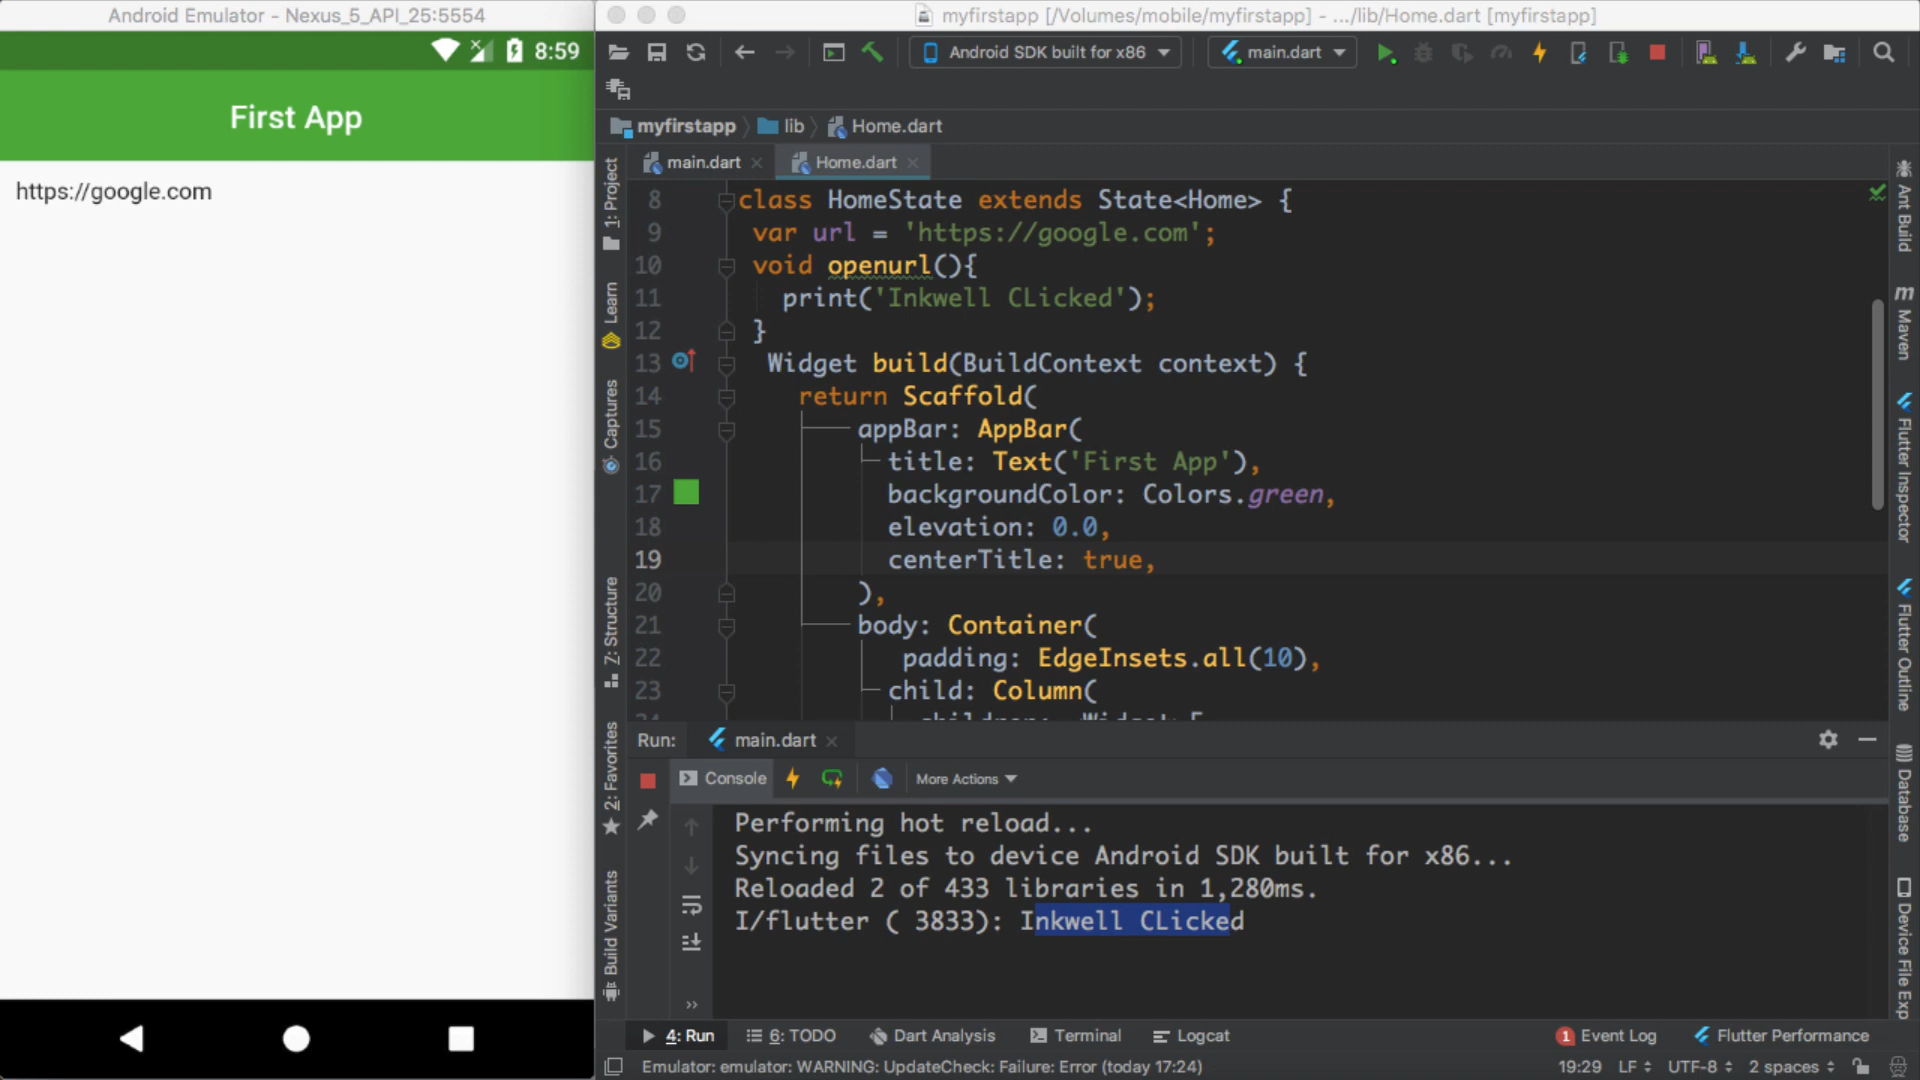 Android Emulator - Nexus_5_API_25:5554
8:59
First App
https://google.com
myfirstapp [/Volumes/mobile/myfirstapp] - .../lib/Home.dart [myfirstapp]
Android SDK built for x86
main.dart
myfirstapp
lib
Home.dart
main.dart
Home.dart
1: Project
Learn
Captures
Z: Structure
2: Favorites
Build Variants
8 class HomeState extends State<Home> {
9 var url = 'https://google.com';
10 void openurl(){
11 print('Inkwell CLicked');
12 }
13 Widget build(BuildContext context) {
14 return Scaffold(
15 appBar: AppBar(
16 title: Text('First App'),
17 backgroundColor: Colors.green,
18 elevation: 0.0,
19 centerTitle: true,
20 ),
21 body: Container(
22 padding: EdgeInsets.all(10),
23 child: Column(
Ant Build
m
Maven
Flutter Inspector
Flutter Outline
Database
Device File Exp
Run:
main.dart
Console
More Actions
Performing hot reload...
Syncing files to device Android SDK built for x86...
Reloaded 2 of 433 libraries in 1,280ms.
I/flutter ( 3833): Inkwell CLicked
4: Run
6: TODO
Dart Analysis
Terminal
Logcat
1 Event Log
Flutter Performance
Emulator: emulator: WARNING: UpdateCheck: Failure: Error (today 17:24)
19:29
LF
UTF-8
2 spaces